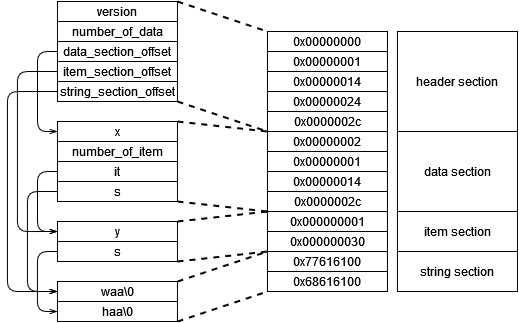 version
number_of_data
data_section_offset
item_section_offset
string_section_offset
x
number_of_item
it
s
y
s
waa\0
haa\0
0x00000000
0x00000001
0x00000014
0x00000024
0x0000002c
0x00000002
0x00000001
0x00000014
0x0000002c
0x000000001
0x000000030
0x77616100
0x68616100
header section
data section
item section
string section